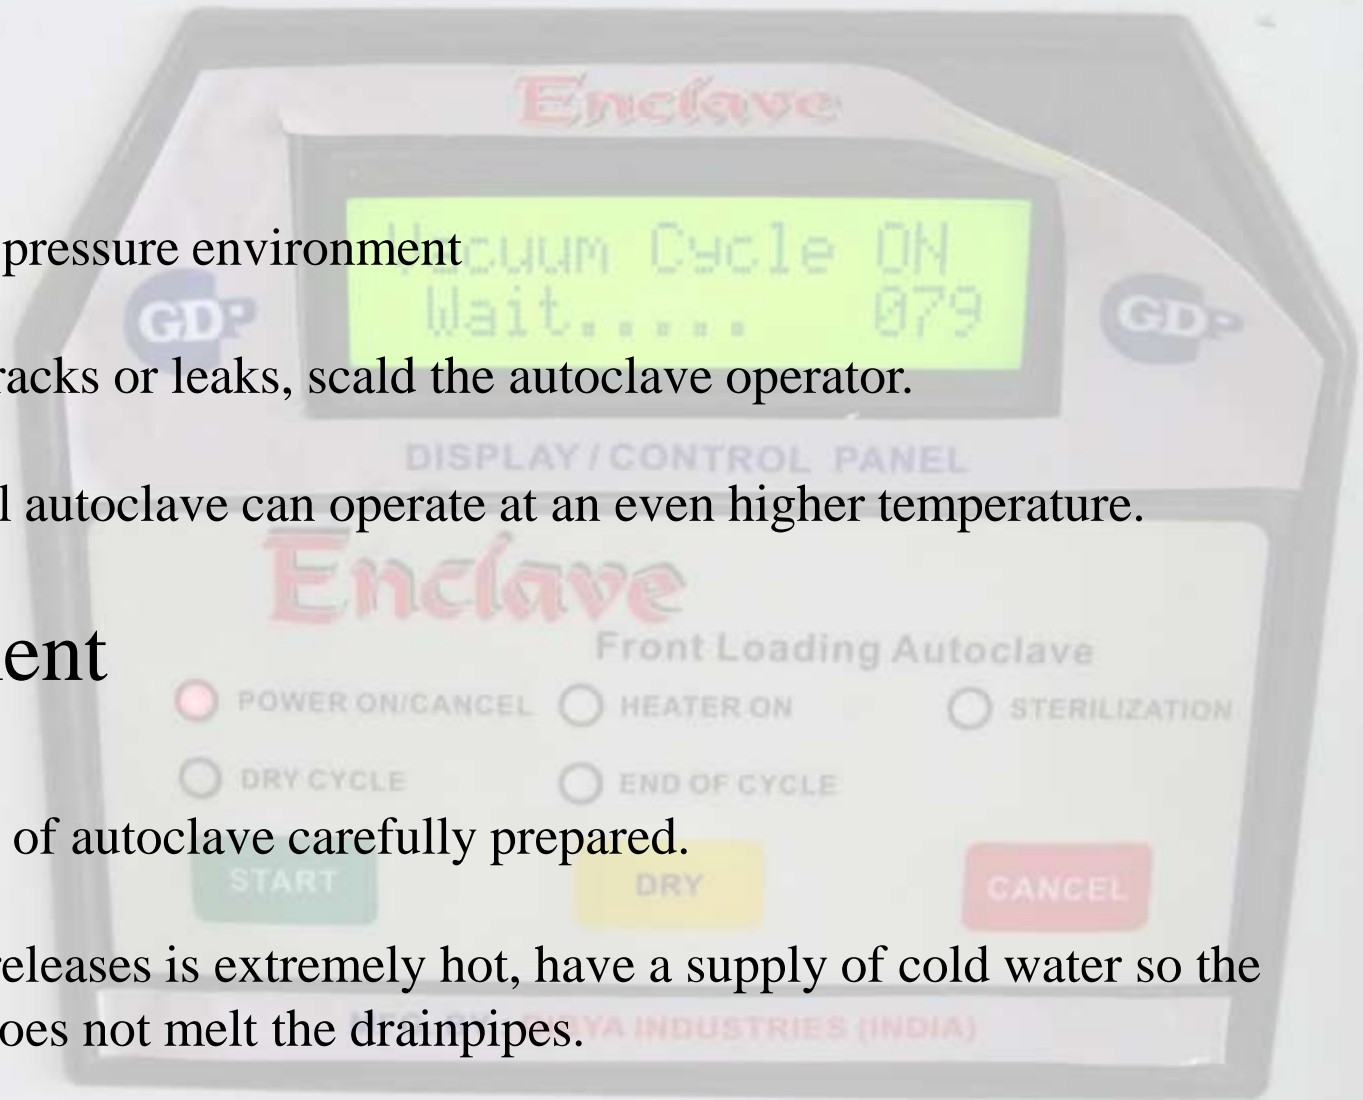 Enclave
Vacuum Cycle ON
pressure environment
Wait..... 079
GDP
GDP
racks or leaks, scald the autoclave operator.
DISPLAY / CONTROL PANEL
l autoclave can operate at an even higher temperature.
Enclave
Front Loading Autoclave
ent
POWER ON/CANCEL HEATER ON STERILIZATION
DRY CYCLE END OF CYCLE
of autoclave carefully prepared.
START DRY CANCEL
releases is extremely hot, have a supply of cold water so the
oes not melt the drainpipes.
INDUSTRIES (INDIA)